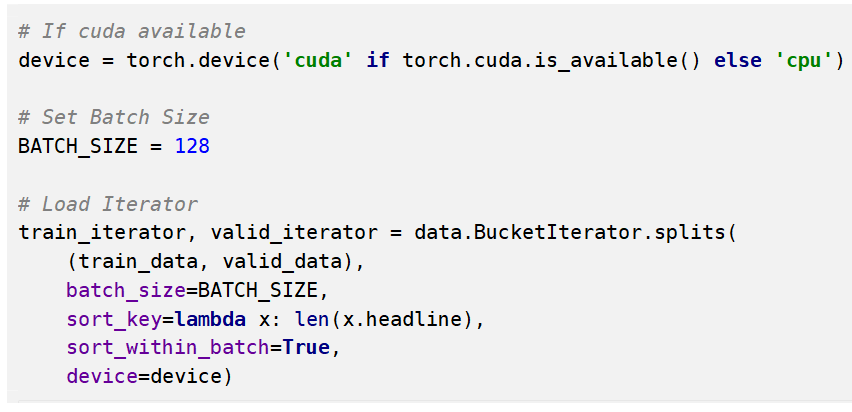 # If cuda available
device = torch.device('cuda' if torch.cuda.is_available() else 'cpu')
# Set Batch Size
BATCH_SIZE = 128
# Load Iterator
train_iterator, valid_iterator = data.BucketIterator.splits(
    (train_data, valid_data),
    batch_size=BATCH_SIZE,
    sort_key=lambda x: len(x.headline),
    sort_within_batch=True,
    device=device)